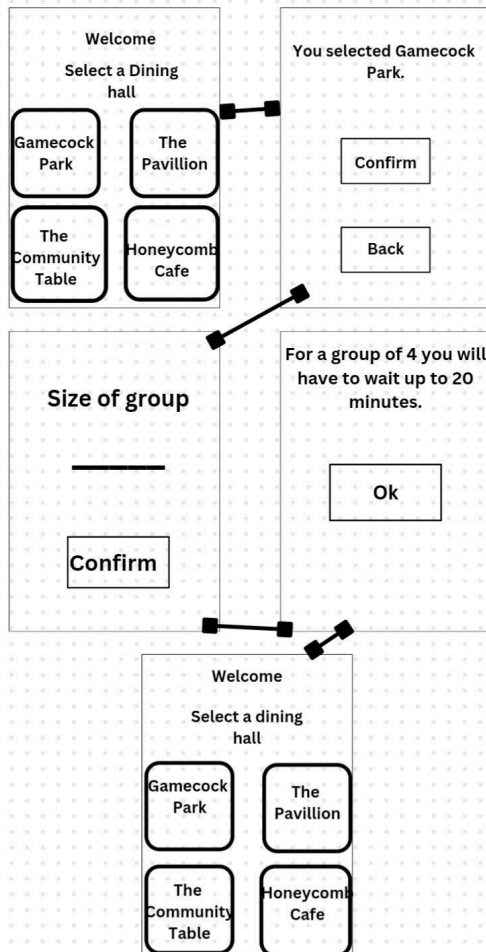 Welcome
Select a Dining
hall
Gamecock
Park
The
Pavillion
The
Community
Table
Honeycomb
Cafe
You selected Gamecock
Park.
Confirm
Back
Size of group
Confirm
For a group of 4 you will
have to wait up to 20
minutes.
Ok
Welcome
Select a dining
hall
Gamecock
Park
The
Pavillion
The
Community
Table
Honeycomb
Cafe